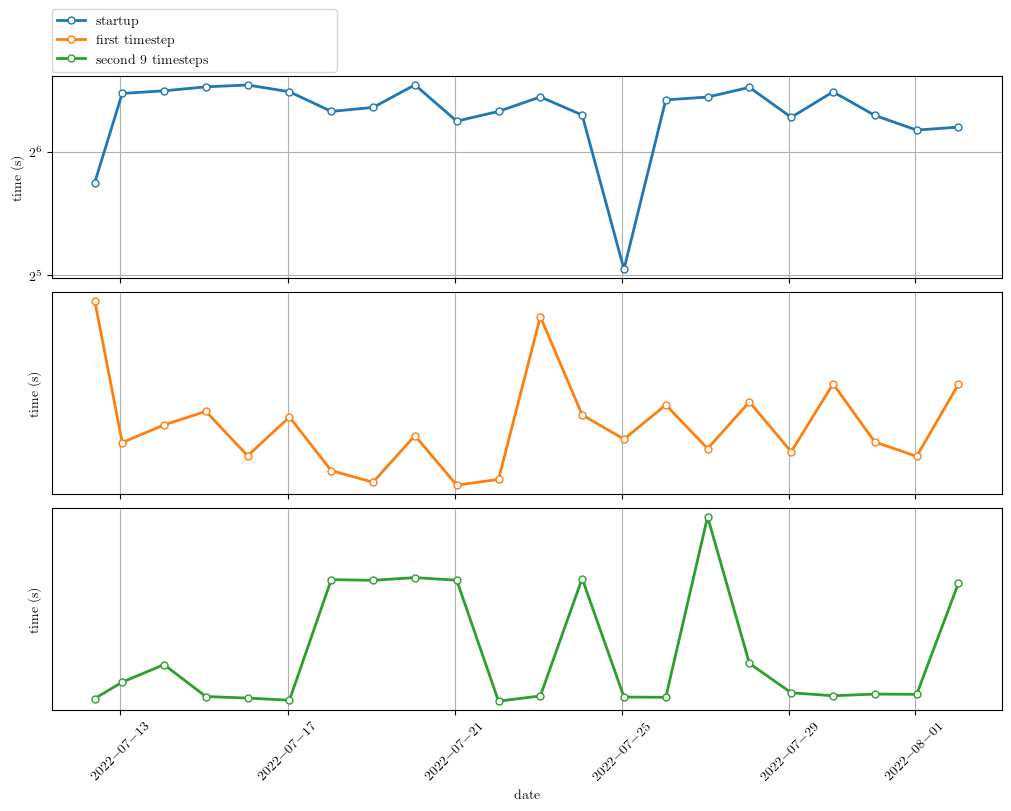 startup
first timestep
second 9 timesteps
2^6
2^5
time (s)
time (s)
time (s)
2022−07−13
2022−07−17
2022−07−21
2022−07−25
2022−07−29
2022−08−01
date